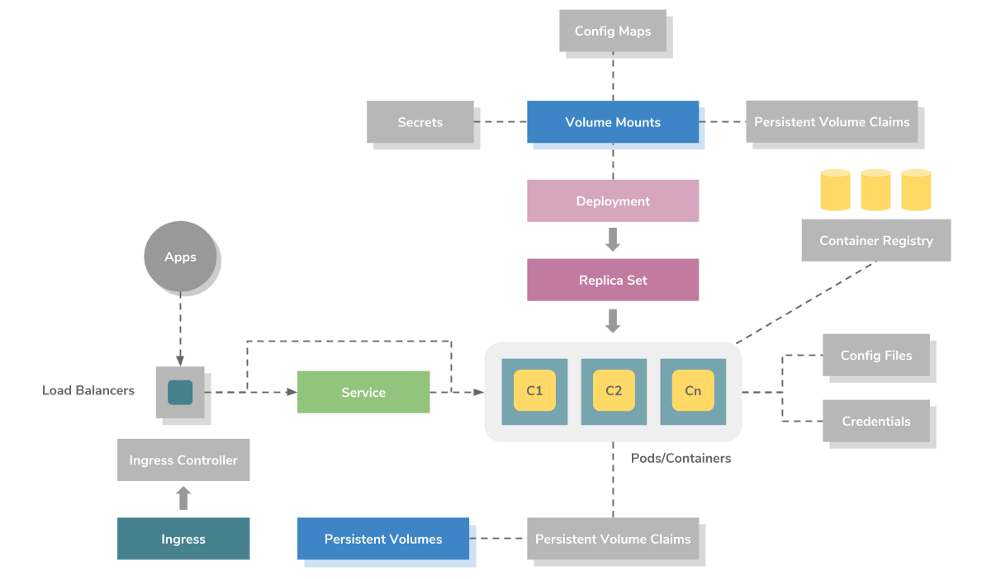 Config Maps
Secrets
Volume Mounts
Persistent Volume Claims
Deployment
Container Registry
Apps
Replica Set
Config Files
Load Balancers
Service
C1
C2
Cn
Credentials
Ingress Controller
Pods/Containers
Ingress
Persistent Volumes
Persistent Volume Claims